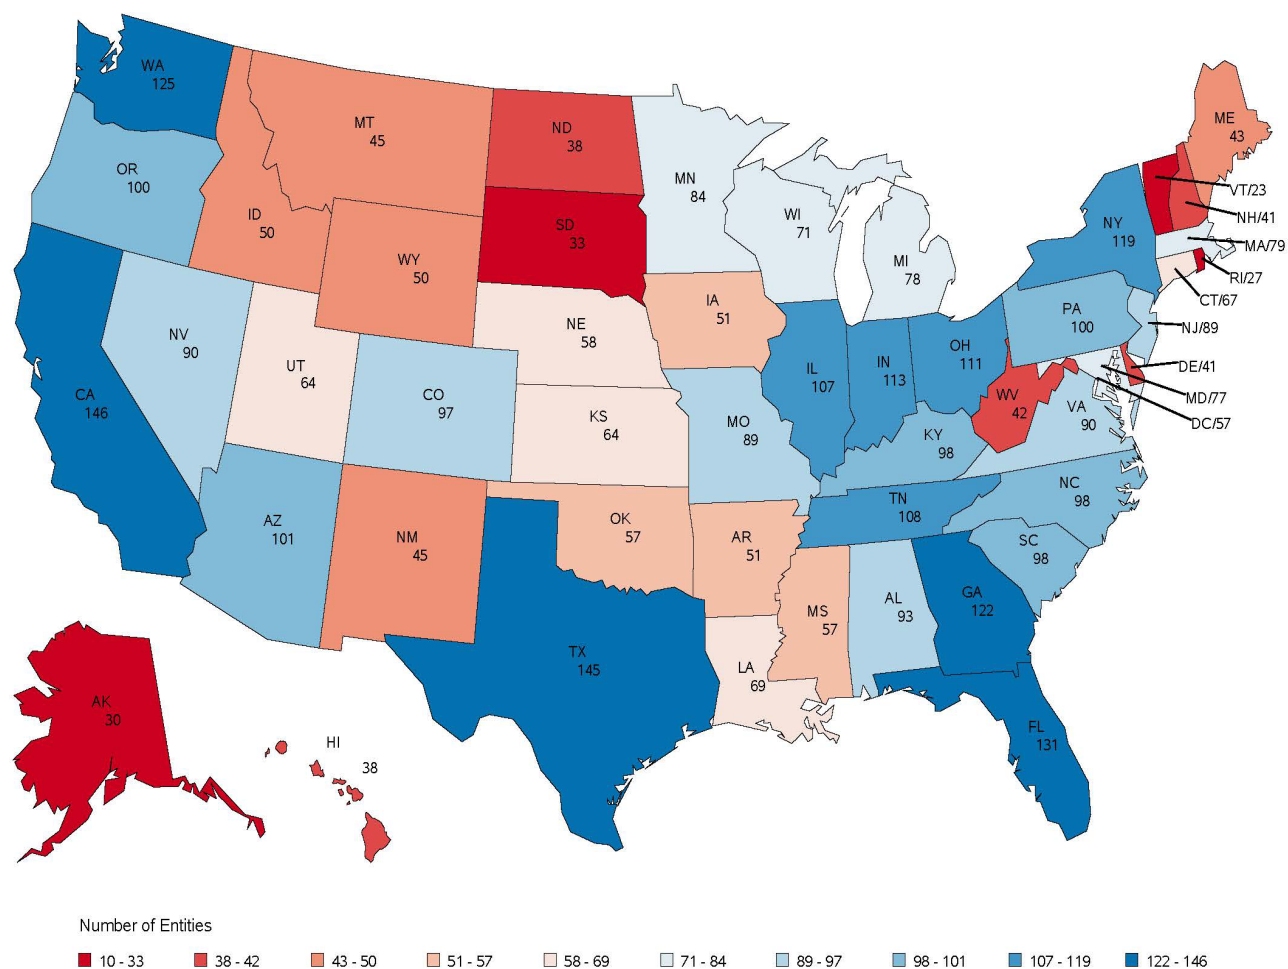 WA
125
MT
45
ND
38
ME
43
OR
100
MN
84
VT/23
ID
50
SD
33
WI
71
NH/41
NY
119
MA/79
WY
50
MI
78
RI/27
CT/67
IA
51
PA
100
NE
58
NJ/89
NV
90
UT
64
OH
111
IN
113
IL
107
DE/41
CA
146
CO
97
WV
42
MD/77
VA
90
DC/57
KS
64
MO
89
KY
98
NC
98
TN
108
AZ
101
OK
57
NM
45
AR
51
SC
98
GA
122
AL
93
MS
57
TX
145
LA
69
AK
30
FL
131
HI
38
Number of Entities
10 - 33 38 - 42 43 - 50 51 - 57 58 - 69 71 - 84 89 - 97 98 - 101 107 - 119 122 - 146